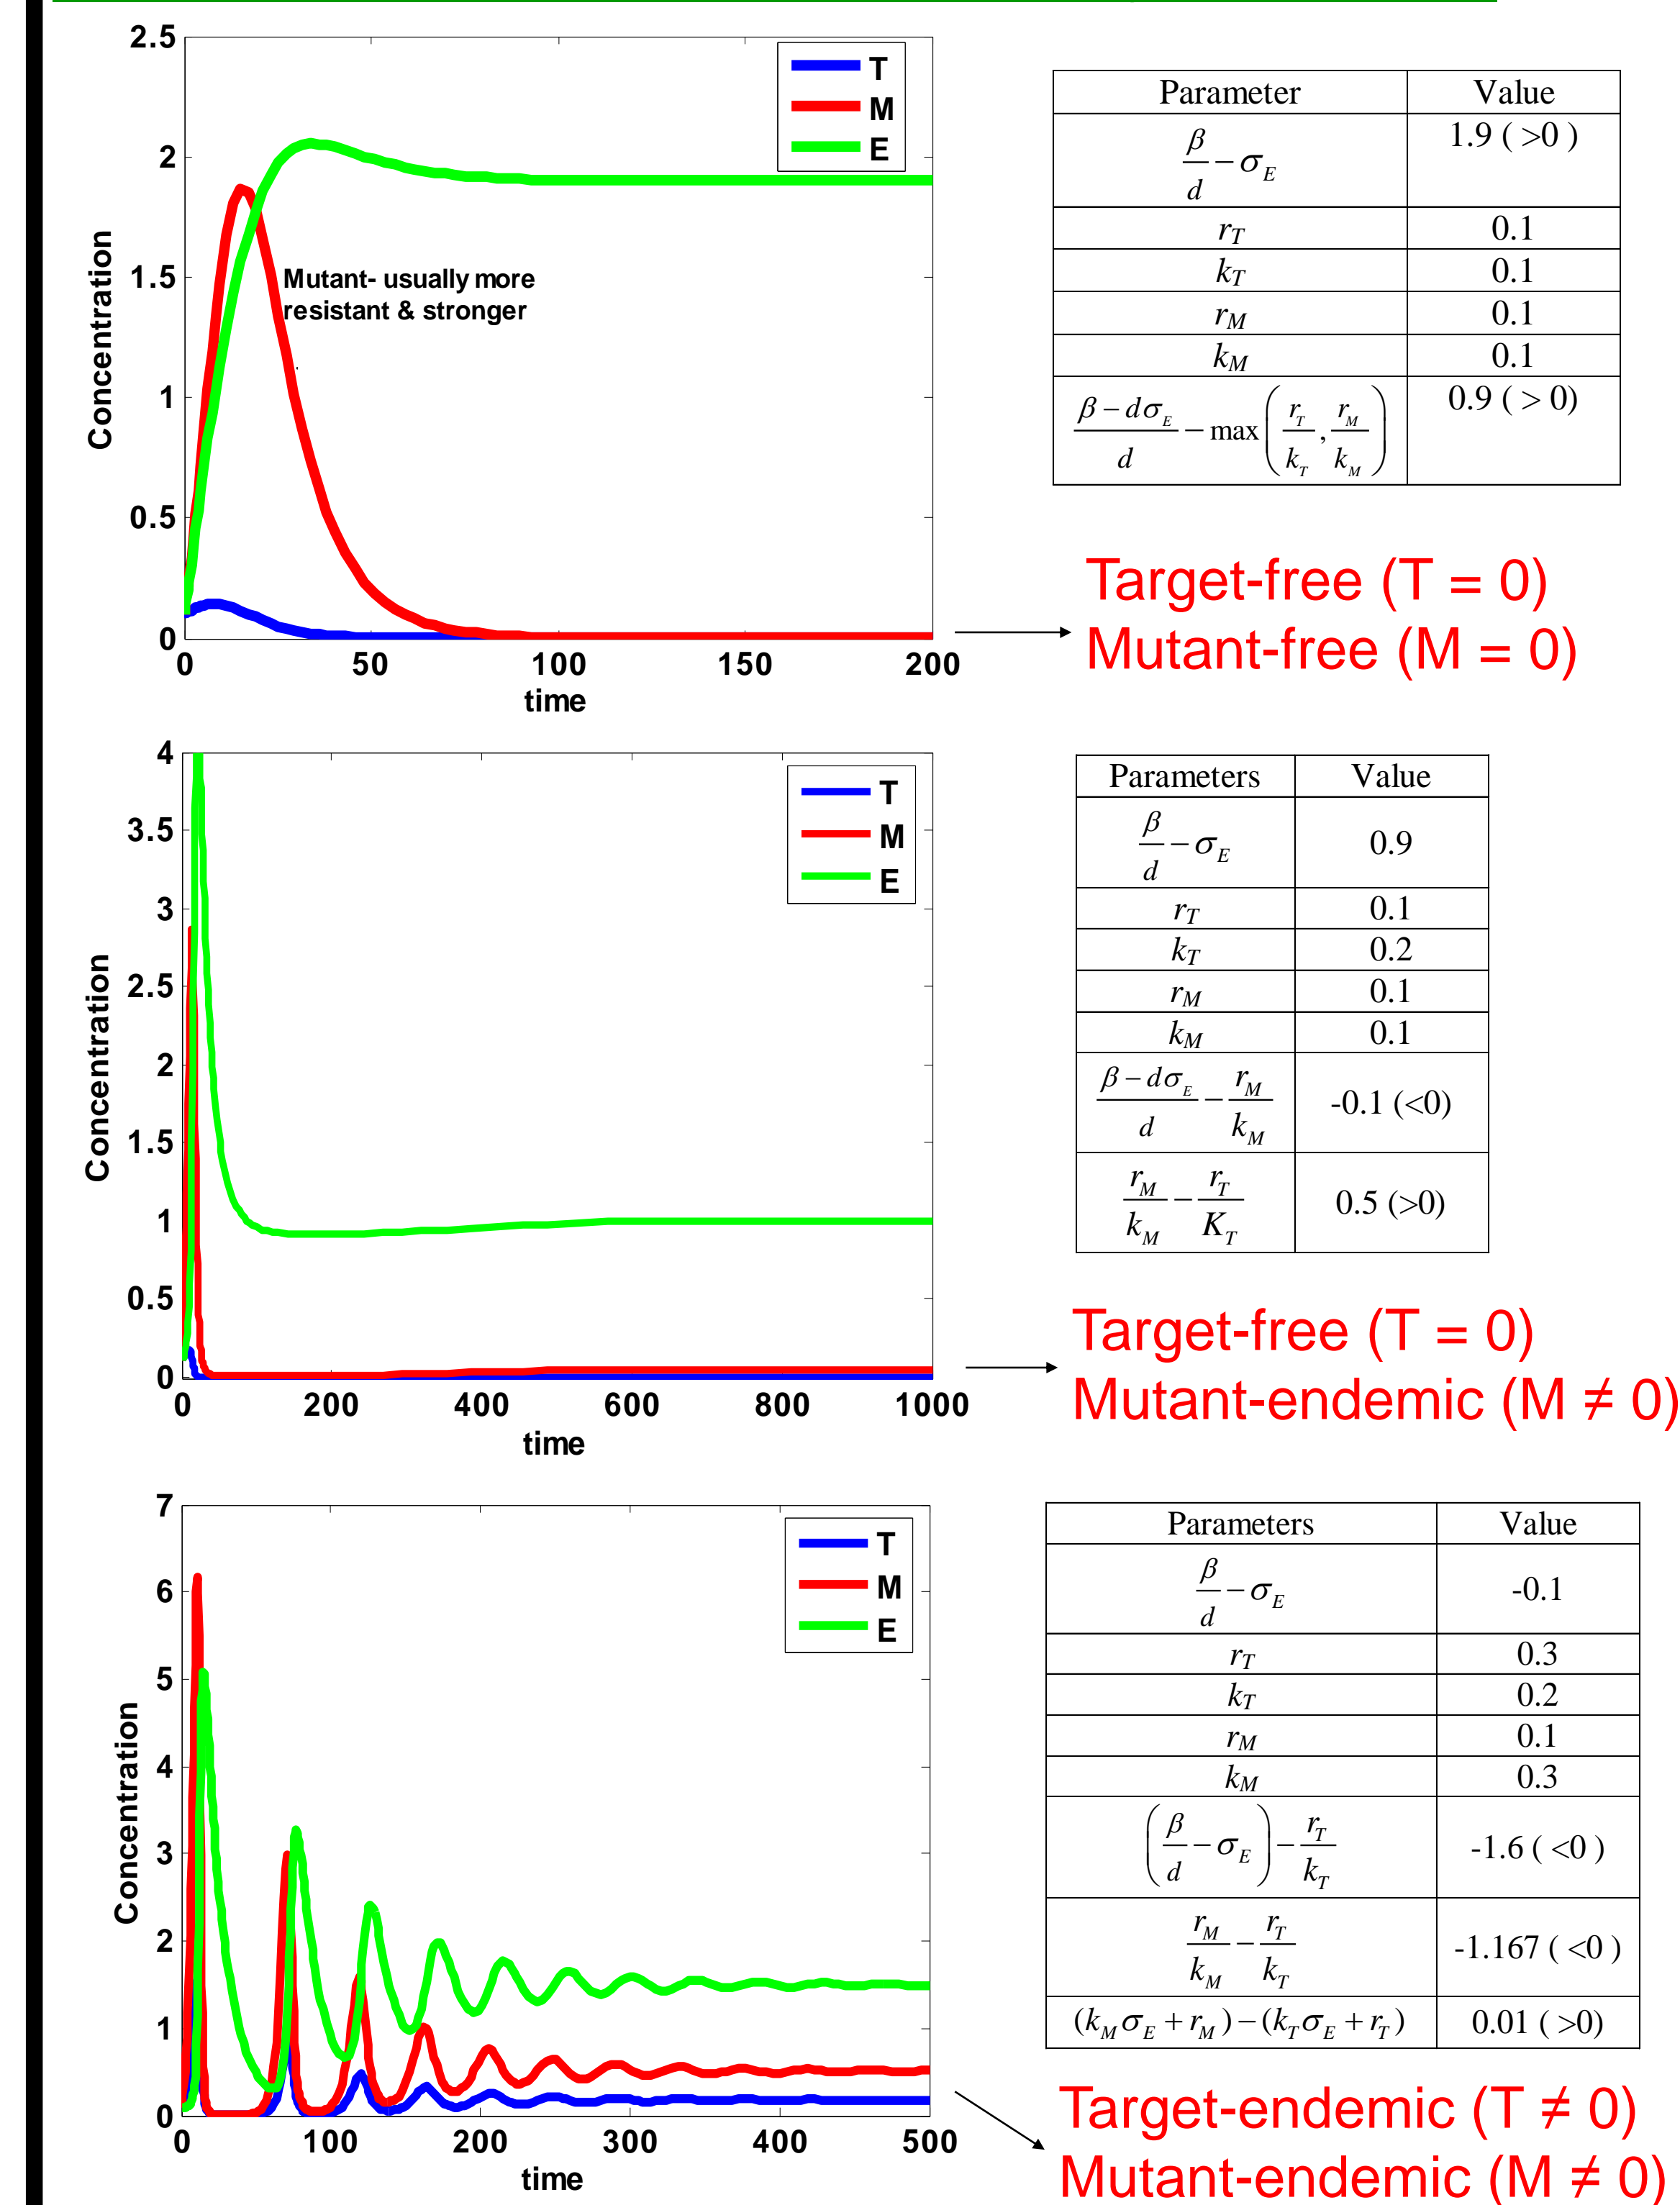 2.5
2
1.5
1
0.5
0
0
50
100
150
200
Concentration
time
T
M
E
Mutant- usually more
resistant & stronger
Parameter Value
β/d − σ_E 1.9 ( >0 )
r_T 0.1
k_T 0.1
r_M 0.1
k_M 0.1
(β − dσ_E)/d − max(r_T/k_T, r_M/k_M) 0.9 ( > 0)
Target-free (T = 0)
Mutant-free (M = 0)
4
3.5
3
2.5
2
1.5
1
0.5
0
0
200
400
600
800
1000
Concentration
time
T
M
E
Parameters Value
β/d − σ_E 0.9
r_T 0.1
k_T 0.2
r_M 0.1
k_M 0.1
(β − dσ_E)/d − r_M/k_M -0.1 (<0)
r_M/k_M − r_T/K_T 0.5 (>0)
Target-free (T = 0)
Mutant-endemic (M ≠ 0)
7
6
5
4
3
2
1
0
0
100
200
300
400
500
Concentration
time
T
M
E
Parameters Value
β/d − σ_E -0.1
r_T 0.3
k_T 0.2
r_M 0.1
k_M 0.3
(β/d − σ_E) − r_T/k_T -1.6 ( <0 )
r_M/k_M − r_T/k_T -1.167 ( <0 )
(k_M σ_E + r_M) − (k_T σ_E + r_T) 0.01 ( >0)
Target-endemic (T ≠ 0)
Mutant-endemic (M ≠ 0)